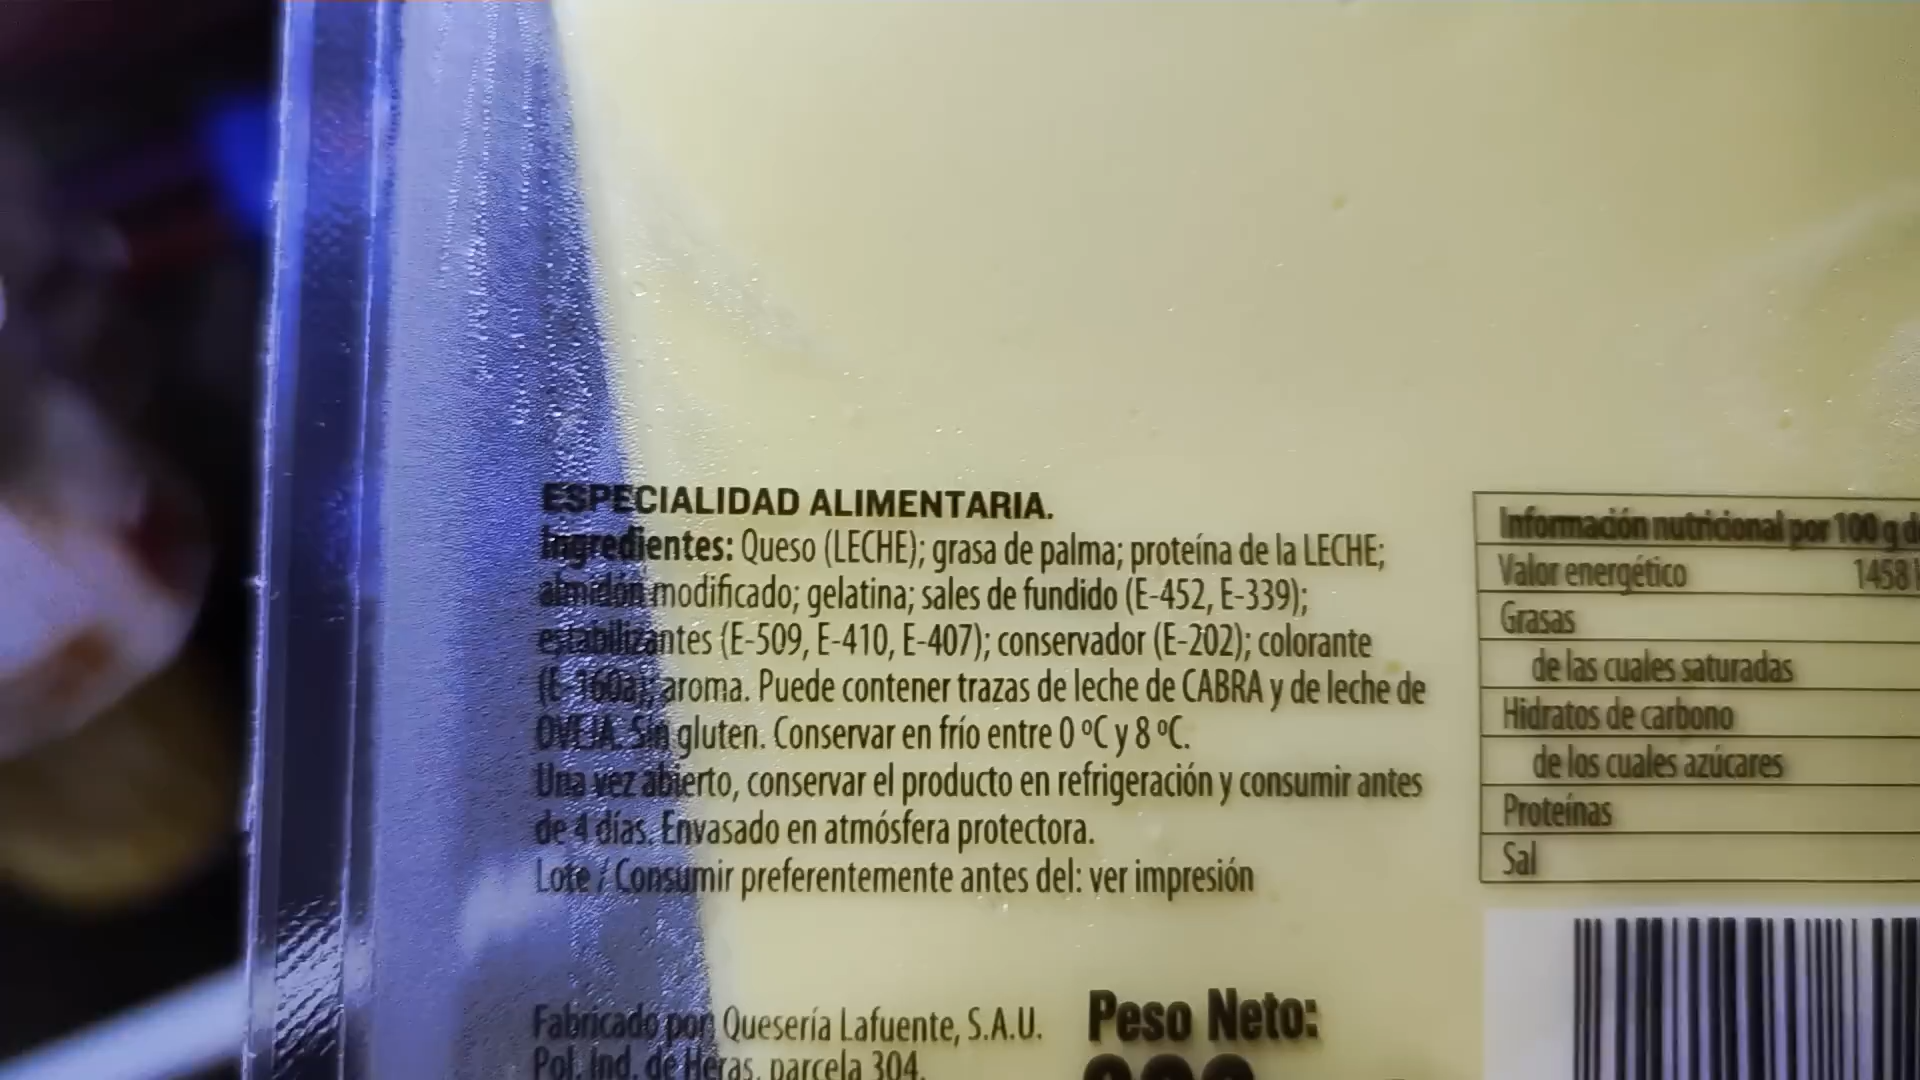 ESPECIALIDAD ALIMENTARIA.
Ingredientes: Queso (LECHE); grasa de palma; proteína de la LECHE;
almidón modificado; gelatina; sales de fundido (E-452, E-339);
estabilizantes (E-509, E-410, E-407); conservador (E-202); colorante
(E-160a); aroma. Puede contener trazas de leche de CABRA y de leche de
OVEJA. Sin gluten. Conservar en frío entre 0 ºC y 8 ºC.
Una vez abierto, conservar el producto en refrigeración y consumir antes
de 4 días. Envasado en atmósfera protectora.
Lote / Consumir preferentemente antes del: ver impresión
Fabricado por: Quesería Lafuente, S.A.U.
Pol. Ind. de Heras, parcela 304.
Peso Neto:
Información nutricional por 100 g
Valor energético 1458
Grasas
de las cuales saturadas
Hidratos de carbono
de los cuales azúcares
Proteínas
Sal